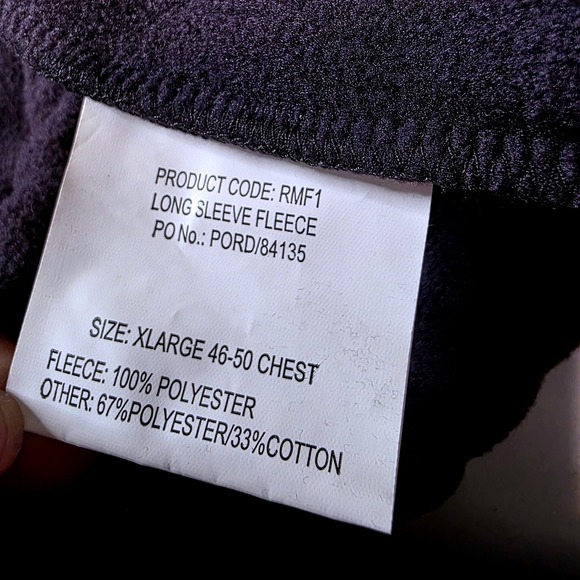 PRODUCT CODE: RMF1
LONG SLEEVE FLEECE
PO No.: PORD/84135
SIZE: XLARGE 46-50 CHEST
FLEECE: 100% POLYESTER
OTHER: 67%POLYESTER/33%COTTON